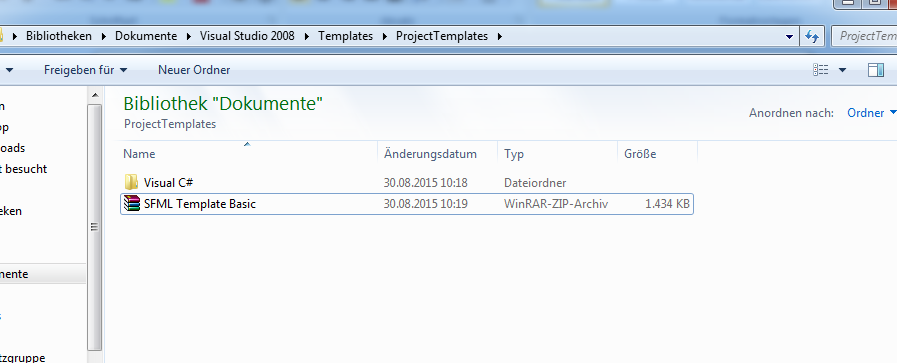 Bibliotheken Dokumente Visual Studio 2008 Templates ProjectTemplates ProjectTem
Freigeben für Neuer Ordner
Bibliothek "Dokumente"
ProjectTemplates
Anordnen nach: Ordner
Name Änderungsdatum Typ Größe
Visual C# 30.08.2015 10:18 Dateiordner
SFML Template Basic 30.08.2015 10:19 WinRAR-ZIP-Archiv 1.434 KB
n
op
loads
t besucht
eken
mente
s
tzgruppe